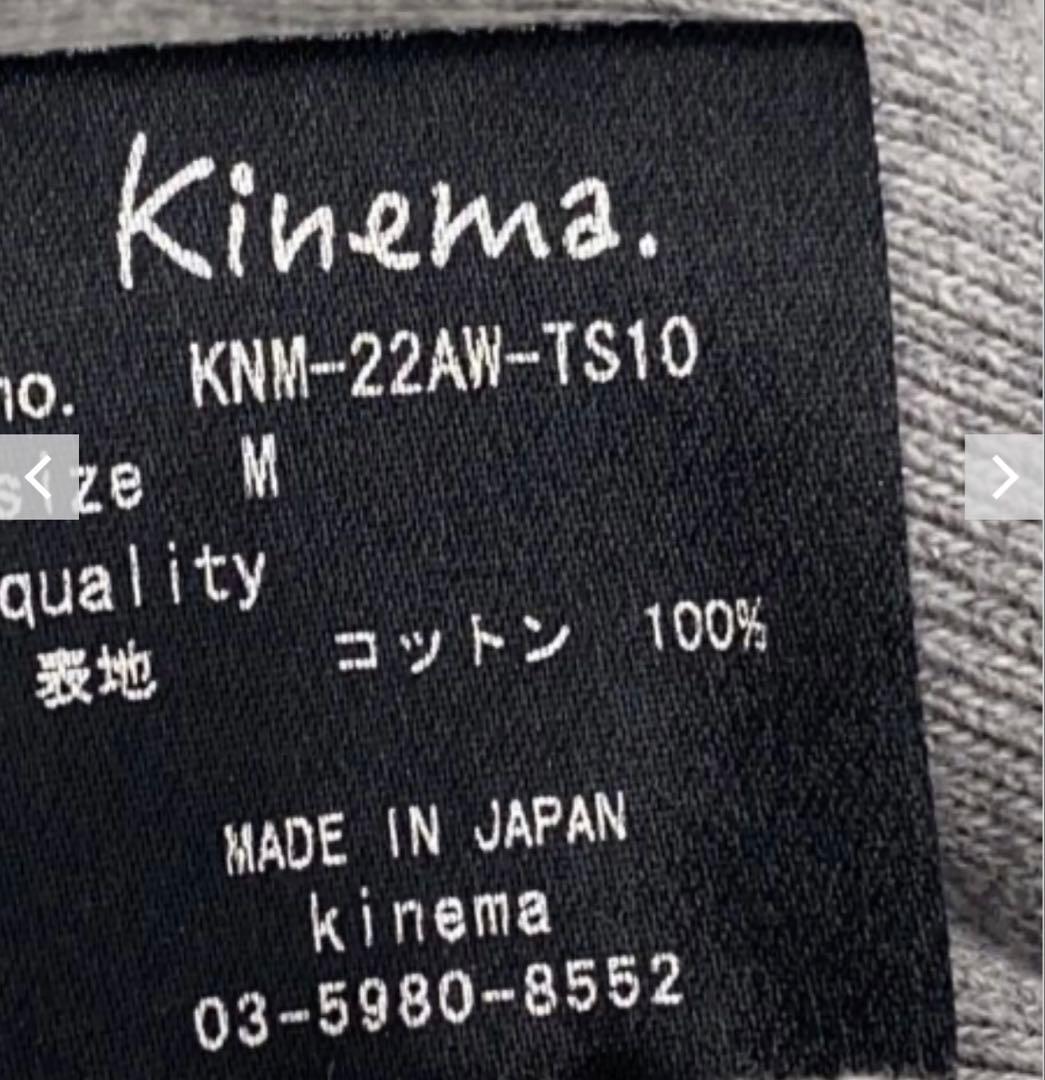 Kinema.
no. KNM-22AW-TS10
size M
quality
表地 コットン 100%
MADE IN JAPAN
kinema
03-5980-8552